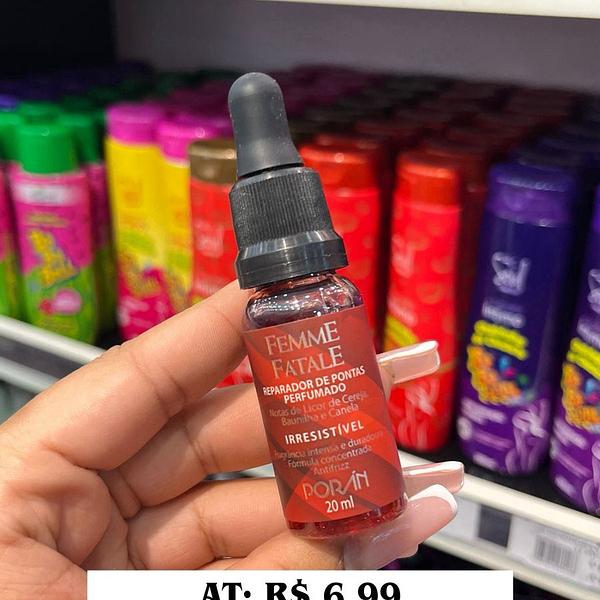 FEMME
FATALE
REPARADOR DE PONTAS
PERFUMADO
Notas de Licor de Cereja,
Baunilha e Canela
IRRESISTÍVEL
Fragrância intensa e duradoura
Fórmula concentrada
Antifrizz
PORÁN
20 ml
AT: R$ 6,99